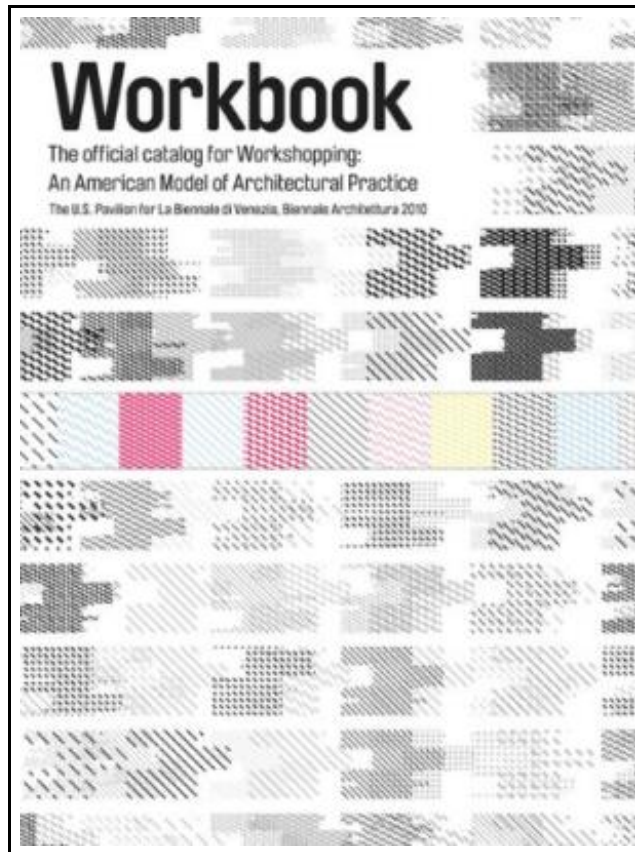 Workbook
The official catalog for Workshopping:
An American Model of Architectural Practice
The U.S. Pavilion for La Biennale di Venezia, Biennale Architettura 2010